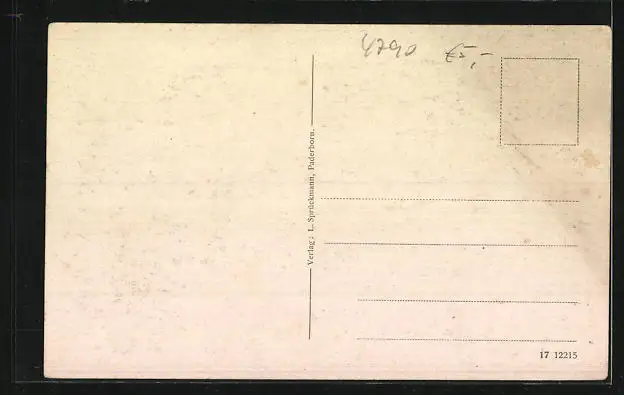 4790 €5,-
Verlag: L. Sprückmann, Paderborn.
17 12215